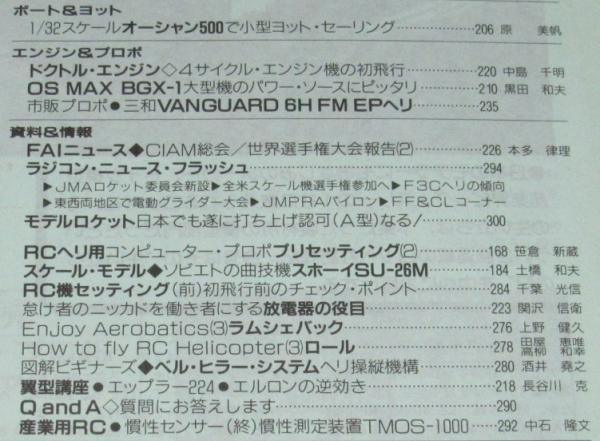 ボート&ヨット
1/32スケールオーシャン500で小型ヨット・セーリング 206 原 美帆
エンジン&プロポ
ドクトル・エンジン◇4サイクル・エンジン機の初飛行 220 中島 千明
OS MAX BGX-1大型機のパワー・ソースにピッタリ 210 黒田 和夫
市販プロポ●三和VANGUARD 6H FM EPヘリ 235
資料&情報
FAIニュース◆CIAM総会/世界選手権大会報告(2) 226 本多 律理
ラジコン・ニュース・フラッシュ 294
▶JMAロケット委員会新設▶全米スケール機選手権参加へ▶F3Cヘリの傾向
▶東西両地区で電動グライダー大会▶JMPRAパイロン▶FF&CLコーナー
モデルロケット日本でも遂に打ち上げ認可(A型)なる! 300
RCヘリ用コンピューター・プロポプリセッティング(2) 168 笹倉 新蔵
スケール・モデル◆ソビエトの曲技機スホーイSU-26M 184 土橋 和夫
RC機セッティング(前)初飛行前のチェック・ポイント 284 千葉 光信
怠け者のニッカドを働き者にする放電器の役目 223 関沢 信衛
Enjoy Aerobatics(3)ラムシェバック 276 上野 健久
How to fly RC Helicopter(3)ロール 278 田屋 恵唯 高柳 和幸
図解ビギナーズ◆ベル・ヒラー・システムヘリ操縦機構 280 酒井 堯之
翼型講座●エップラー224●エルロンの逆効き 218 長谷川 克
Q and A◇質問にお答えします 290
産業用RC●慣性センサー(終)慣性測定装置TMOS-1000 292 中石 隆文